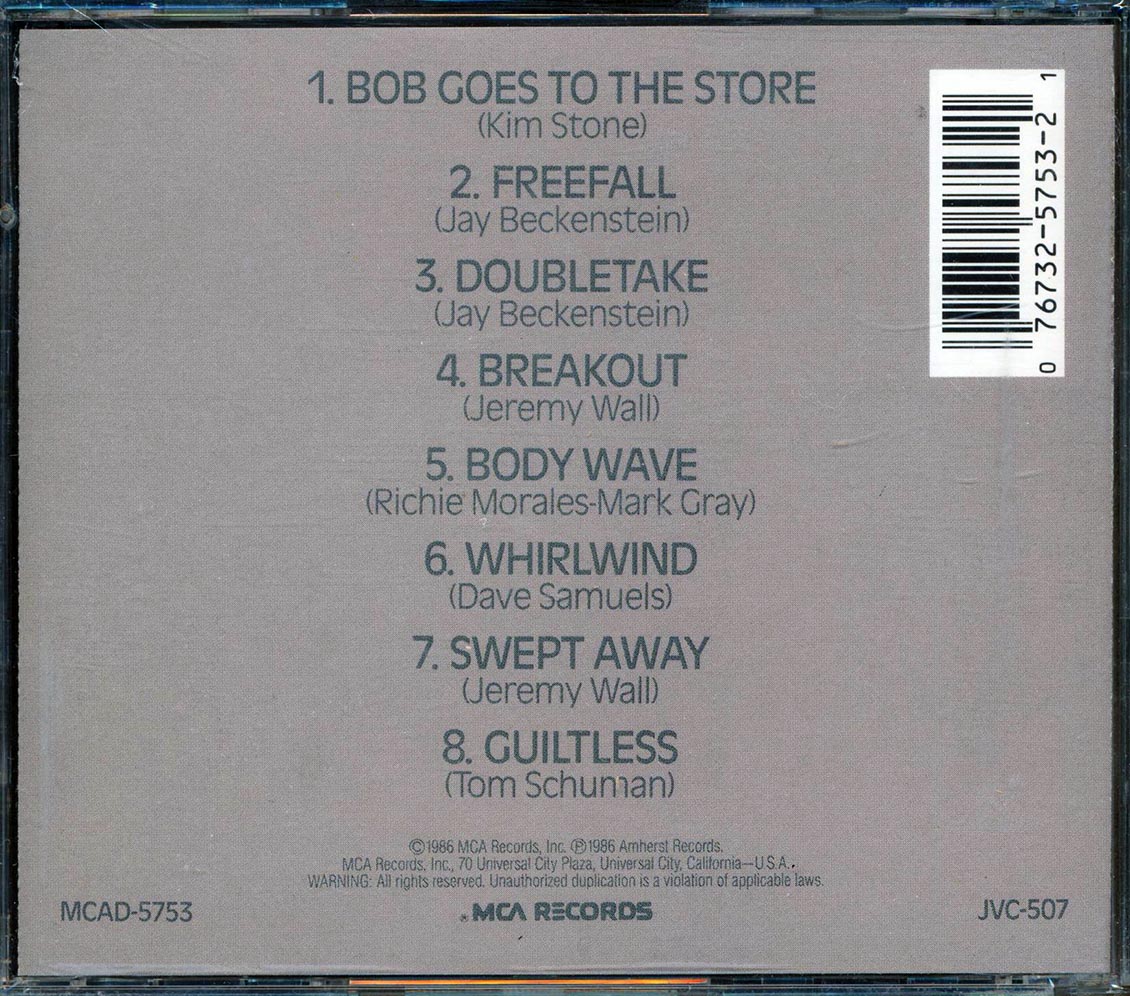 1. BOB GOES TO THE STORE
(Kim Stone)
2. FREEFALL
(Jay Beckenstein)
3. DOUBLETAKE
(Jay Beckenstein)
4. BREAKOUT
(Jeremy Wall)
5. BODY WAVE
(Richie Morales-Mark Gray)
6. WHIRLWIND
(Dave Samuels)
7. SWEPT AWAY
(Jeremy Wall)
8. GUILTLESS
(Tom Schuman)
0 76732-5753-2 1
©1986 MCA Records, Inc. ℗1986 Amherst Records.
MCA Records, Inc., 70 Universal City Plaza, Universal City, California—U.S.A.
WARNING: All rights reserved. Unauthorized duplication is a violation of applicable laws.
MCAD-5753
®MCA RECORDS
JVC-507